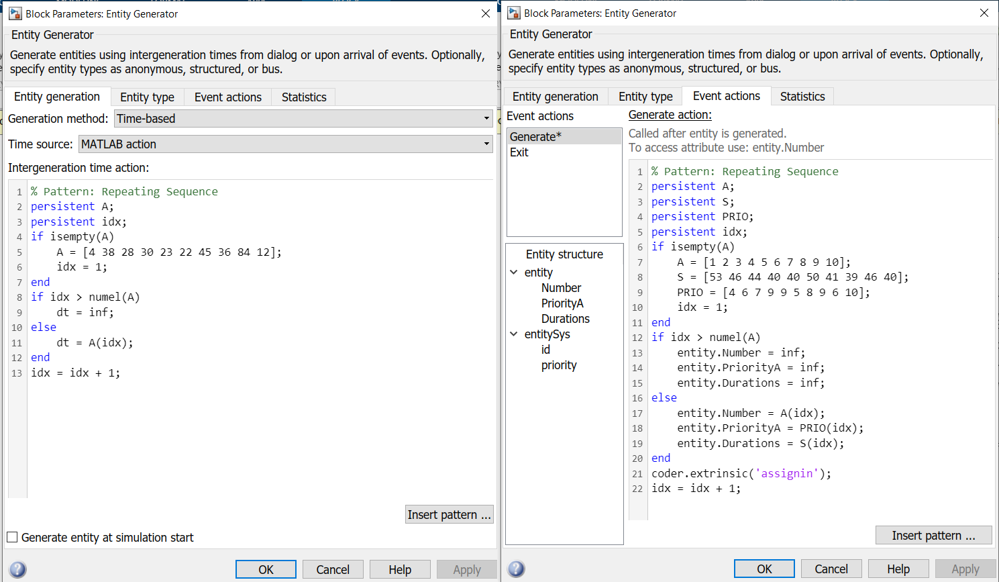 Block Parameters: Entity Generator
Entity Generator
Generate entities using intergeneration times from dialog or upon arrival of events. Optionally,
specify entity types as anonymous, structured, or bus.
Entity generation Entity type Event actions Statistics
Generation method: Time-based
Time source: MATLAB action
Intergeneration time action:
1 % Pattern: Repeating Sequence
2 persistent A;
3 persistent idx;
4 if isempty(A)
5 A = [4 38 28 30 23 22 45 36 84 12];
6 idx = 1;
7 end
8 if idx > numel(A)
9 dt = inf;
10 else
11 dt = A(idx);
12 end
13 idx = idx + 1;
Insert pattern ...
Generate entity at simulation start
OK Cancel Help Apply
Block Parameters: Entity Generator
Entity Generator
Generate entities using intergeneration times from dialog or upon arrival of events. Optionally,
specify entity types as anonymous, structured, or bus.
Entity generation Entity type Event actions Statistics
Event actions
Generate*
Exit
Entity structure
entity
Number
PriorityA
Durations
entitySys
id
priority
Generate action:
Called after entity is generated.
To access attribute use: entity.Number
1 % Pattern: Repeating Sequence
2 persistent A;
3 persistent S;
4 persistent PRIO;
5 persistent idx;
6 if isempty(A)
7 A = [1 2 3 4 5 6 7 8 9 10];
8 S = [53 46 44 40 40 50 41 39 46 40];
9 PRIO = [4 6 7 9 9 5 8 9 6 10];
10 idx = 1;
11 end
12 if idx > numel(A)
13 entity.Number = inf;
14 entity.PriorityA = inf;
15 entity.Durations = inf;
16 else
17 entity.Number = A(idx);
18 entity.PriorityA = PRIO(idx);
19 entity.Durations = S(idx);
20 end
21 coder.extrinsic('assignin');
22 idx = idx + 1;
Insert pattern ...
OK Cancel Help Apply